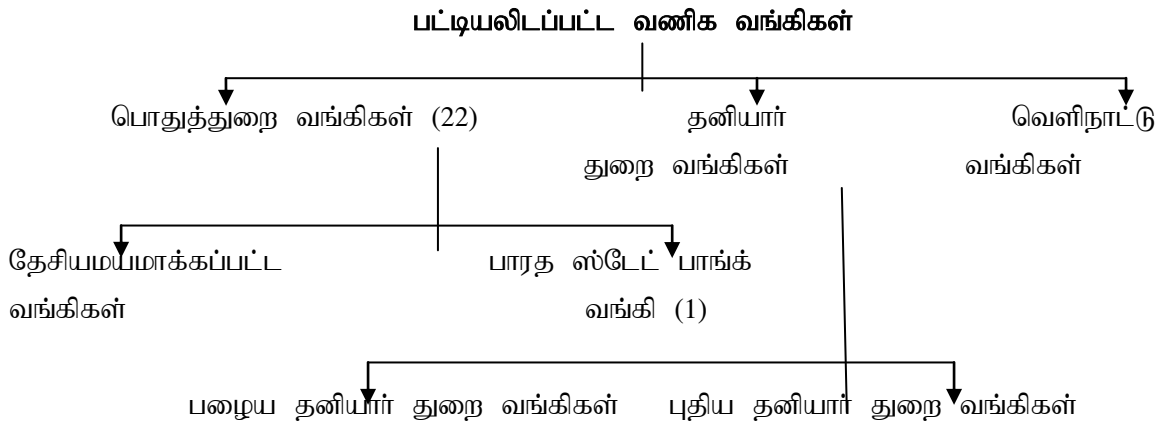 பட்டியலிடப்பட்ட வணிக வங்கிகள்
பொதுத்துறை வங்கிகள் (22) தனியார் வெளிநாட்டு
துறை வங்கிகள் வங்கிகள்
தேசியமயமாக்கப்பட்ட பாரத ஸ்டேட் பாங்க்
வங்கிகள் வங்கி (1)
பழைய தனியார் துறை வங்கிகள் புதிய தனியார் துறை வங்கிகள்